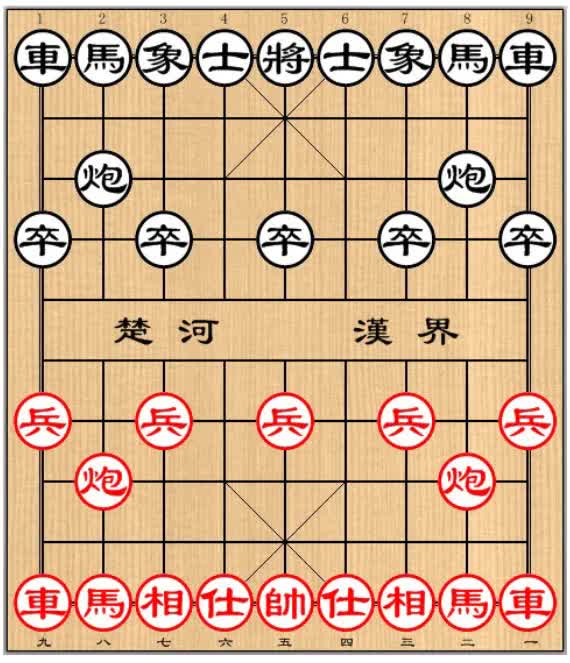 1 2 3 4 5 6 7 8 9
車 馬 象 士 將 士 象 馬 車
炮 炮
卒 卒 卒 卒 卒
楚 河 漢 界
兵 兵 兵 兵 兵
炮 炮
車 馬 相 仕 帥 仕 相 馬 車
九 八 七 六 五 四 三 二 一